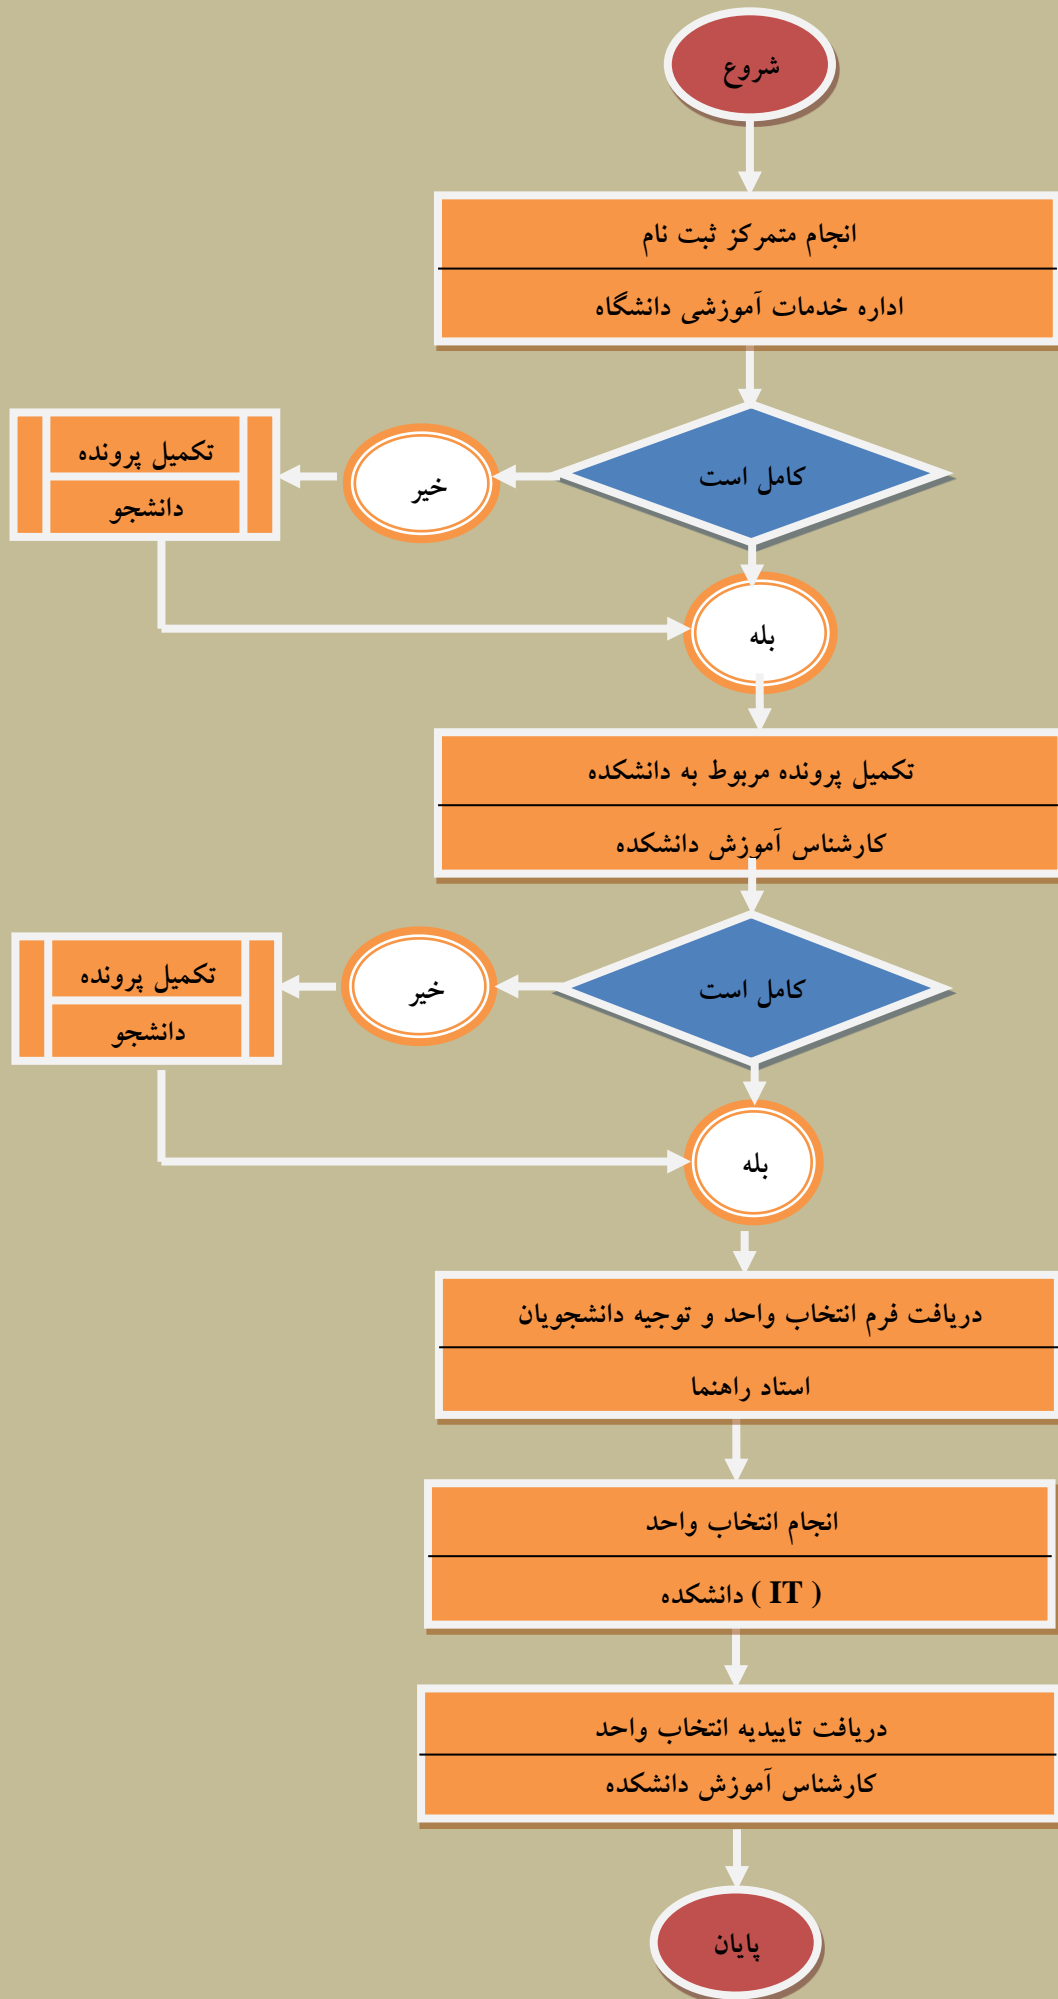 شروع
انجام متمرکز ثبت نام
اداره خدمات آموزشی دانشگاه
کامل است
خیر
تکمیل پرونده
دانشجو
بله
تکمیل پرونده مربوط به دانشکده
کارشناس آموزش دانشکده
کامل است
خیر
تکمیل پرونده
دانشجو
بله
دریافت فرم انتخاب واحد و توجیه دانشجویان
استاد راهنما
انجام انتخاب واحد
دانشکده ( IT )
دریافت تاییدیه انتخاب واحد
کارشناس آموزش دانشکده
پایان